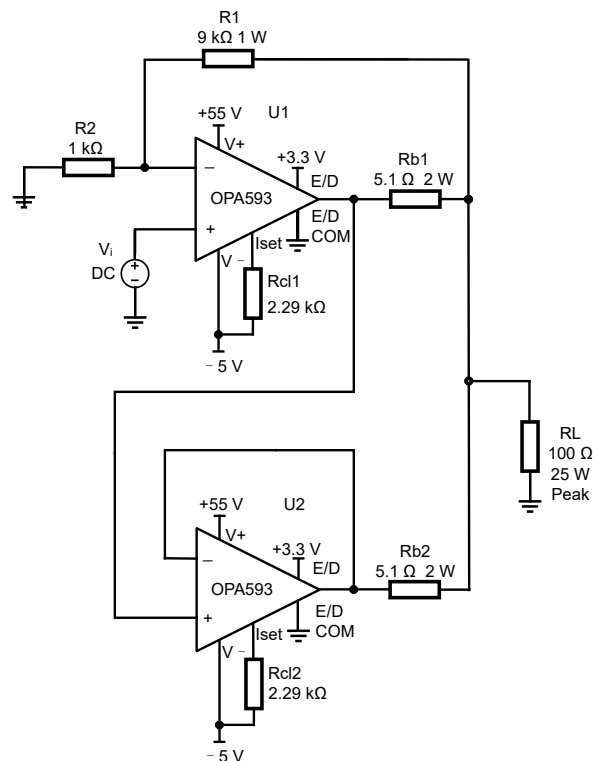 R1
9 kΩ 1 W
+55 V
U1
R2
1 kΩ
V+
+3.3 V
Rb1
5.1 Ω 2 W
−
E/D
OPA593
E/D
COM
+
Vᵢ
DC
+
−
Iset
V −
Rcl1
2.29 kΩ
− 5 V
RL
100 Ω
25 W
Peak
+55 V
U2
V+
+3.3 V
Rb2
5.1 Ω 2 W
−
E/D
OPA593
E/D
COM
+
Iset
V −
Rcl2
2.29 kΩ
− 5 V